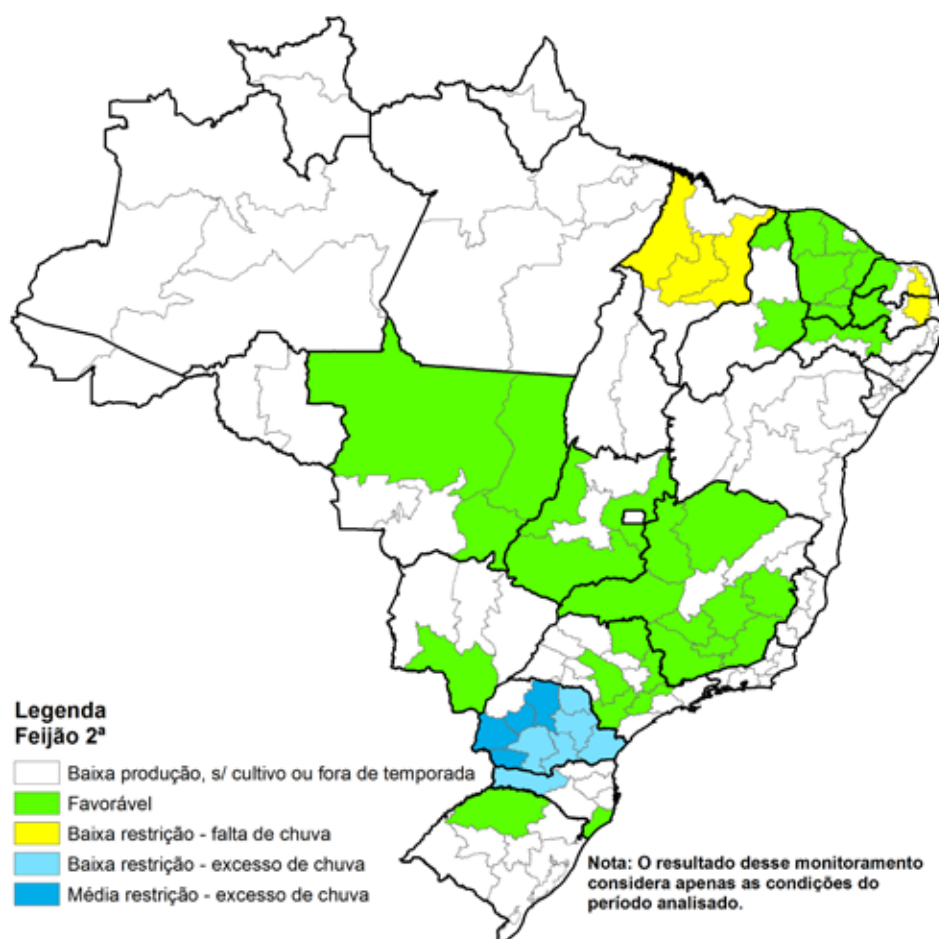 Legenda
Feijão 2ª
Baixa produção, s/ cultivo ou fora de temporada
Favorável
Baixa restrição - falta de chuva
Baixa restrição - excesso de chuva
Média restrição - excesso de chuva
Nota: O resultado desse monitoramento
considera apenas as condições do
período analisado.